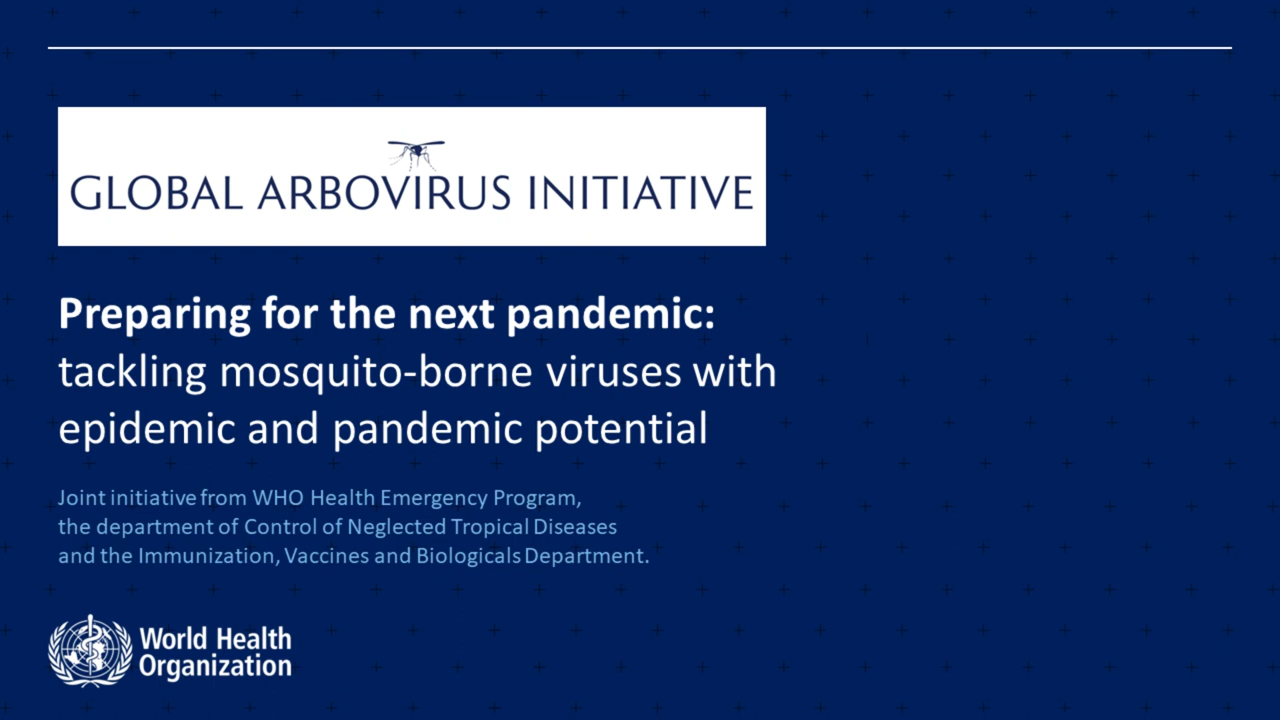 GLOBAL ARBOVIRUS INITIATIVE
Preparing for the next pandemic:
tackling mosquito-borne viruses with
epidemic and pandemic potential
Joint initiative from WHO Health Emergency Program,
the department of Control of Neglected Tropical Diseases
and the Immunization, Vaccines and Biologicals Department.
World Health
Organization